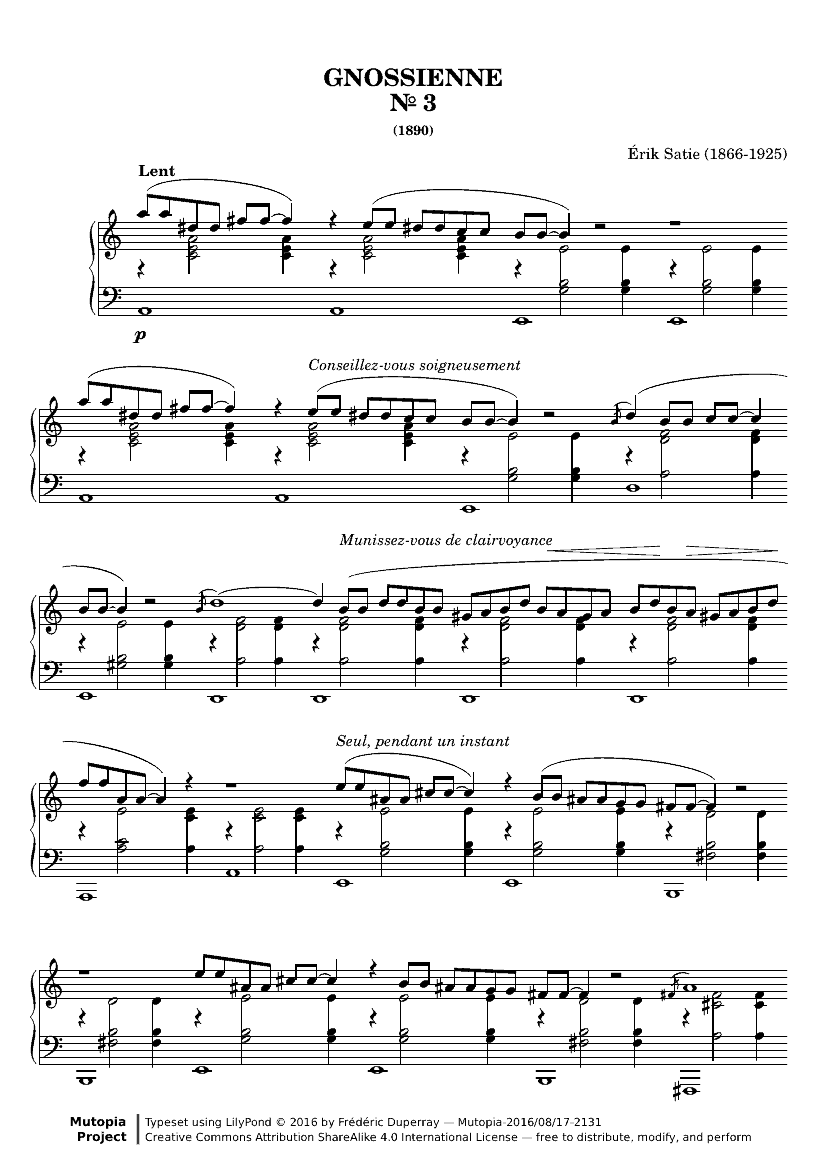 GNOSSIENNE
№ 3
(1890)
Érik Satie (1866-1925)
Lent
p
Conseillez-vous soigneusement
Munissez-vous de clairvoyance
Seul, pendant un instant
Mutopia
Project
Typeset using LilyPond © 2016 by Frédéric Duperray — Mutopia-2016/08/17-2131
Creative Commons Attribution ShareAlike 4.0 International License — free to distribute, modify, and perform